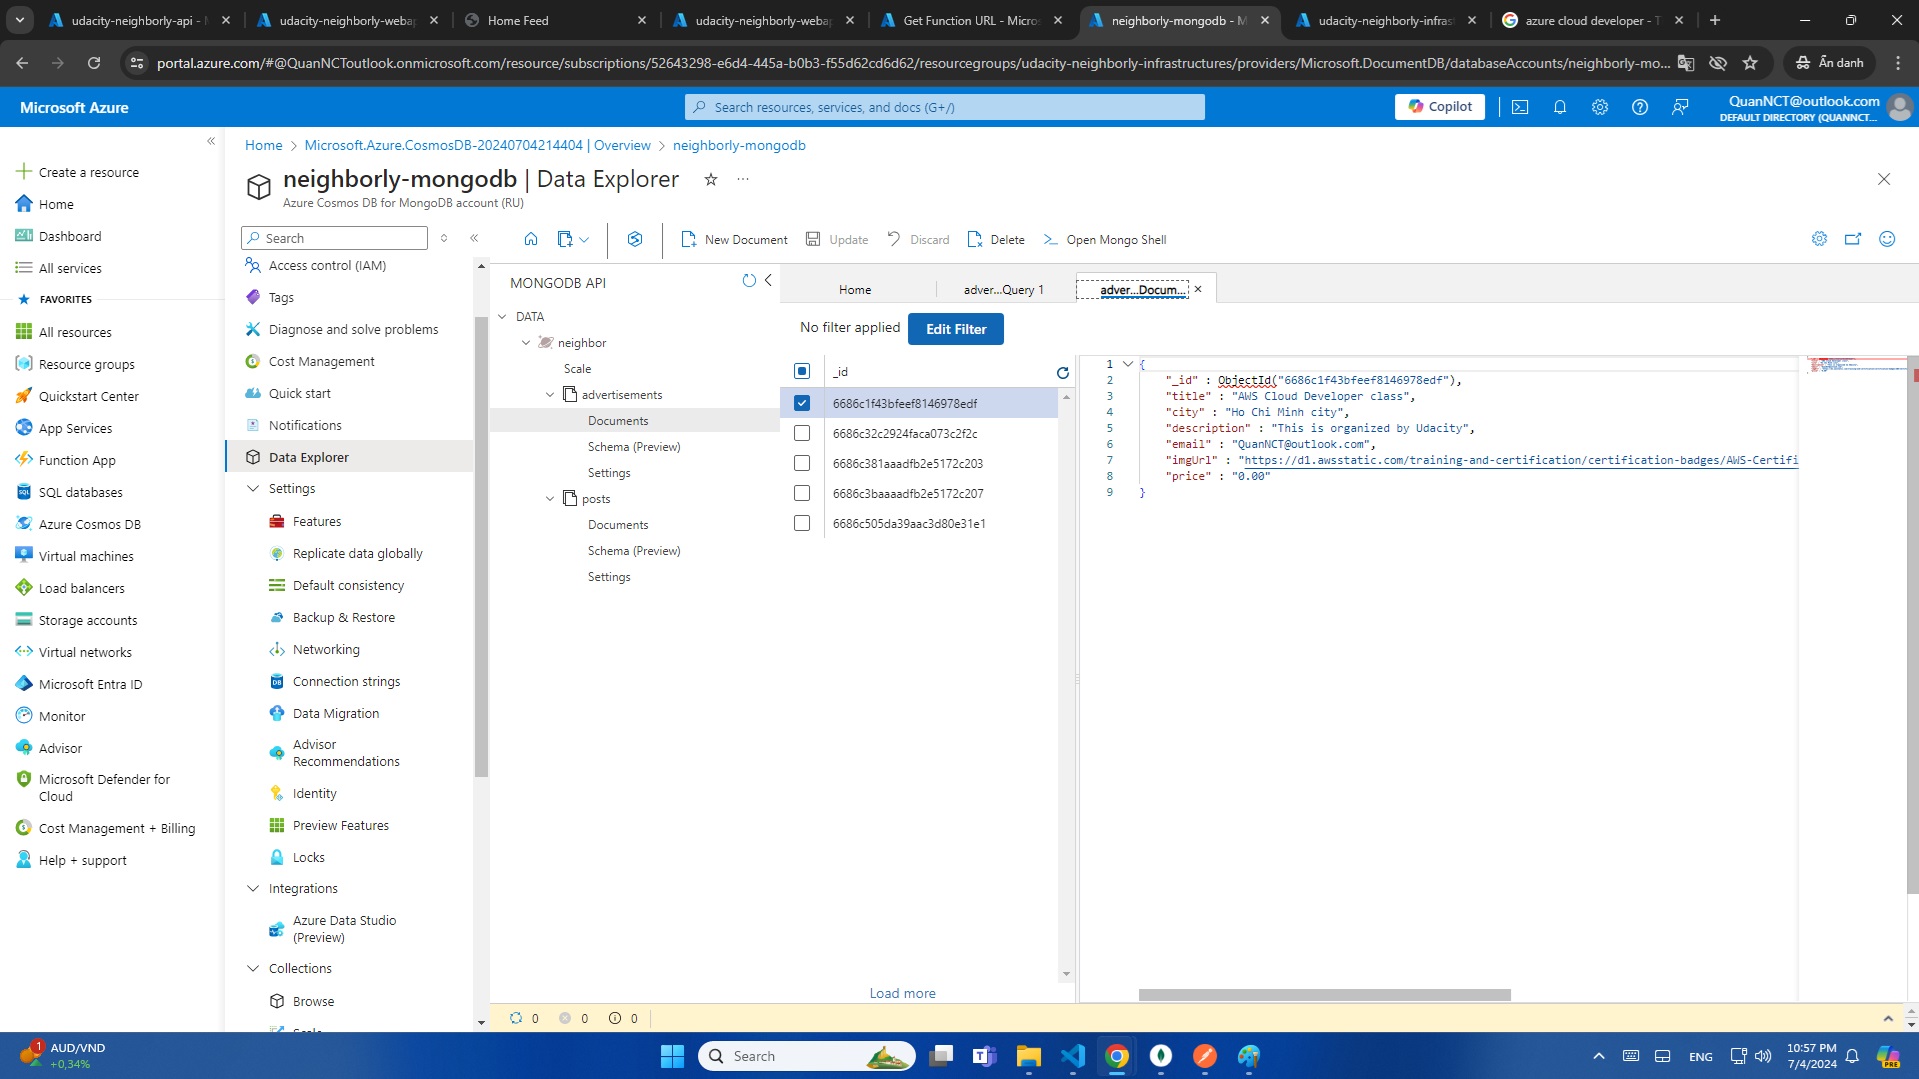 udacity-neighborly-api - M
udacity-neighborly-webap
Home Feed
udacity-neighborly-webap
Get Function URL - Micros
neighborly-mongodb - M
udacity-neighborly-infrast
azure cloud developer - T
portal.azure.com/#@QuanNCToutlook.onmicrosoft.com/resource/subscriptions/52643298-e6d4-445a-b0b3-f55d62cd6d62/resourcegroups/udacity-neighborly-infrastructures/providers/Microsoft.DocumentDB/databaseAccounts/neighborly-mo...
Ẩn danh
Microsoft Azure
Search resources, services, and docs (G+/)
Copilot
QuanNCT@outlook.com
DEFAULT DIRECTORY (QUANNCT...
Home > Microsoft.Azure.CosmosDB-20240704214404 | Overview > neighborly-mongodb
neighborly-mongodb | Data Explorer
Azure Cosmos DB for MongoDB account (RU)
Create a resource
Home
Dashboard
All services
FAVORITES
All resources
Resource groups
Quickstart Center
App Services
Function App
SQL databases
Azure Cosmos DB
Virtual machines
Load balancers
Storage accounts
Virtual networks
Microsoft Entra ID
Monitor
Advisor
Microsoft Defender for
Cloud
Cost Management + Billing
Help + support
Search
Access control (IAM)
Tags
Diagnose and solve problems
Cost Management
Quick start
Notifications
Data Explorer
Settings
Features
Replicate data globally
Default consistency
Backup & Restore
Networking
Connection strings
Data Migration
Advisor
Recommendations
Identity
Preview Features
Locks
Integrations
Azure Data Studio
(Preview)
Collections
Browse
Scale
New Document
Update
Discard
Delete
Open Mongo Shell
MONGODB API
DATA
neighbor
Scale
advertisements
Documents
Schema (Preview)
Settings
posts
Documents
Schema (Preview)
Settings
Home
adver...Query 1
adver...Docum...
No filter applied
Edit Filter
_id
6686c1f43bfeef8146978edf
6686c32c2924faca073c2f2c
6686c381aaadfb2e5172c203
6686c3baaaadfb2e5172c207
6686c505da39aac3d80e31e1
Load more
1 {
2 "_id" : ObjectId("6686c1f43bfeef8146978edf"),
3 "title" : "AWS Cloud Developer class",
4 "city" : "Ho Chi Minh city",
5 "description" : "This is organized by Udacity",
6 "email" : "QuanNCT@outlook.com",
7 "imgUrl" : "https://d1.awsstatic.com/training-and-certification/certification-badges/AWS-Certifi
8 "price" : "0.00"
9 }
0 0 0
1
AUD/VND
+0,34%
Search
ENG
10:57 PM
7/4/2024
PRE